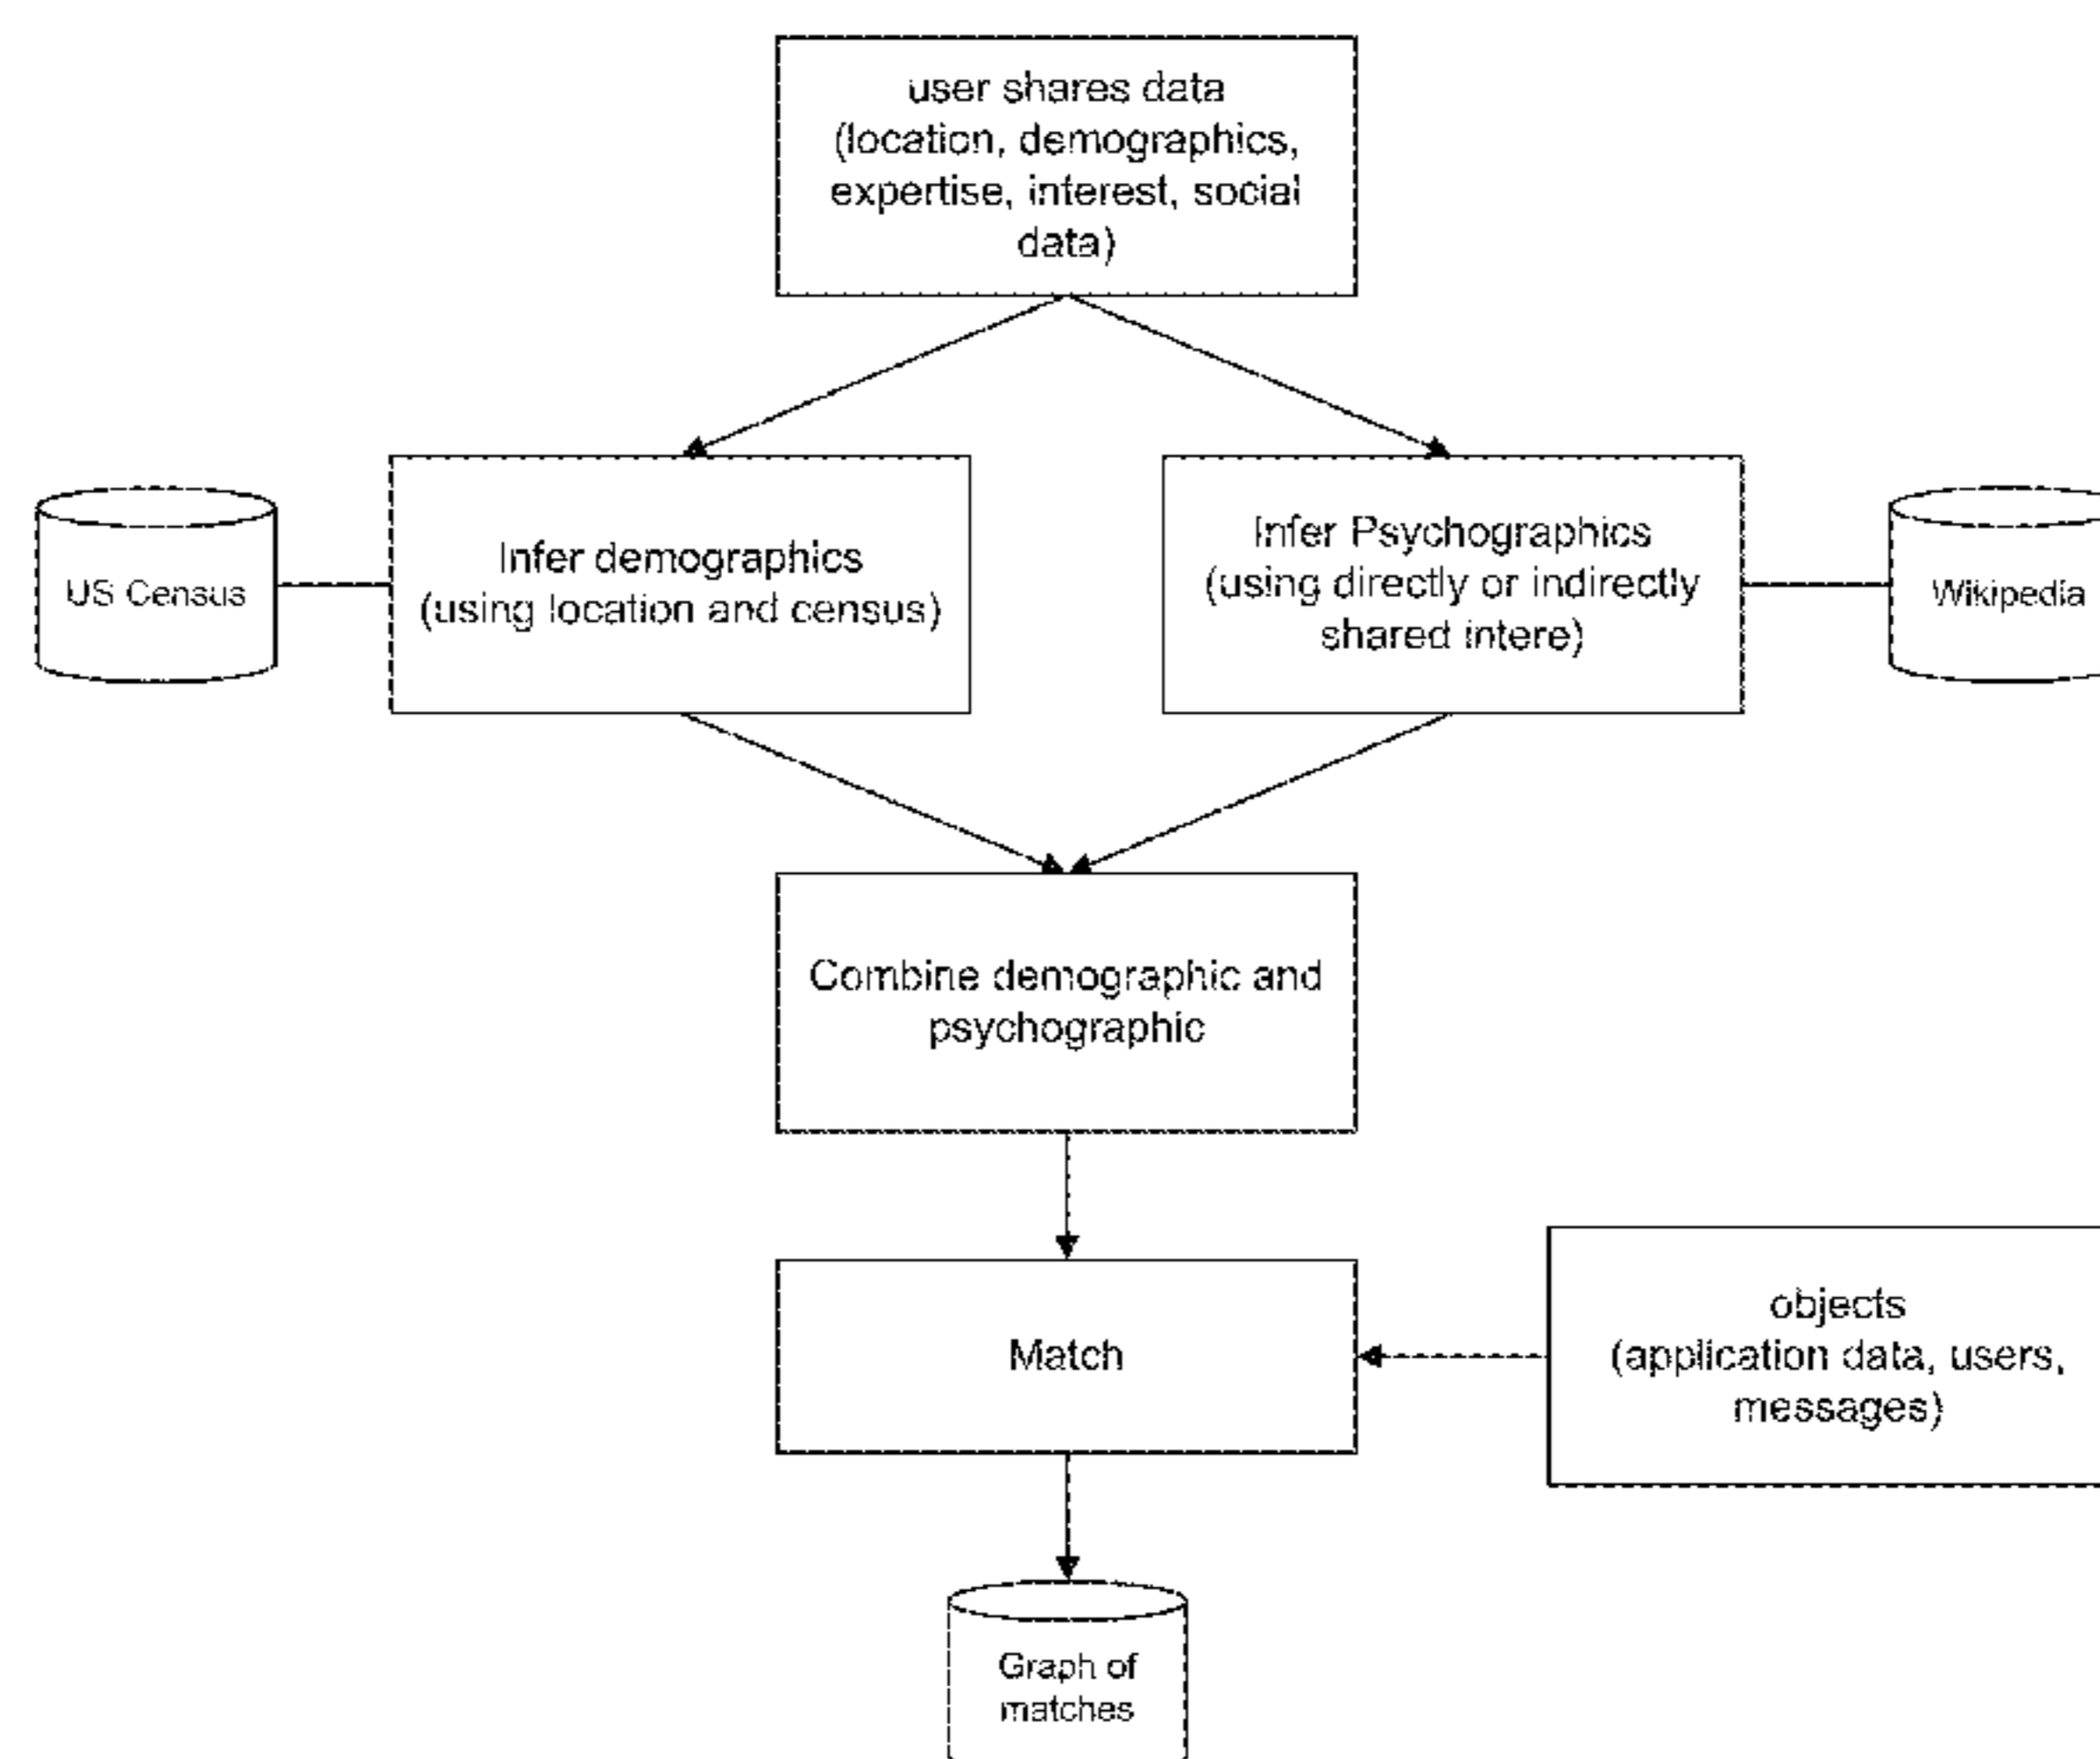 user shares data
(location, demographics,
expertise, interest, social
data)
US Census
Infer demographics
(using location and census)
Infer Psychographics
(using directly or indirectly
shared intere)
Wikipedia
Combine demographic and
psychographic
Match
objects
(application data, users,
messages)
Graph of
matches